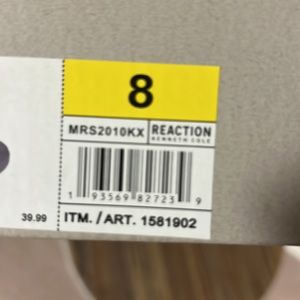 8
MRS2010KX REACTION
KENNETH COLE
1 93569 82723 9
39.99 ITM. / ART. 1581902